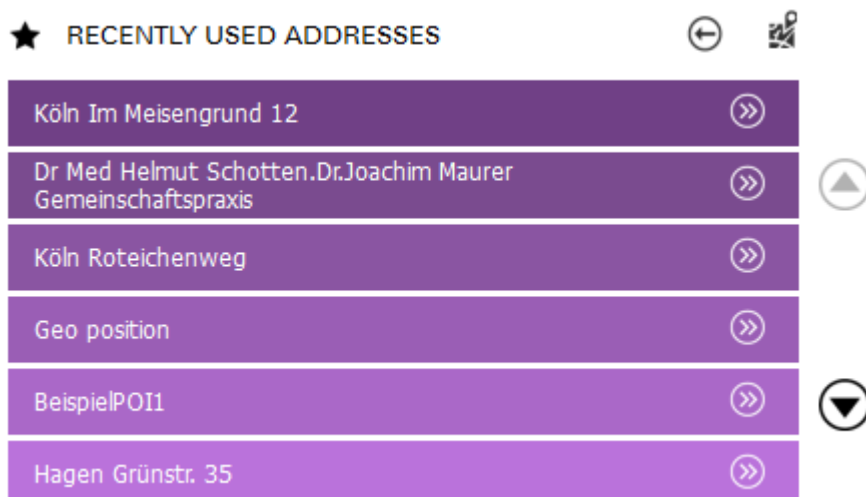 RECENTLY USED ADDRESSES
Köln Im Meisengrund 12
Dr Med Helmut Schotten.Dr.Joachim Maurer
Gemeinschaftspraxis
Köln Roteichenweg
Geo position
BeispielPOI1
Hagen Grünstr. 35